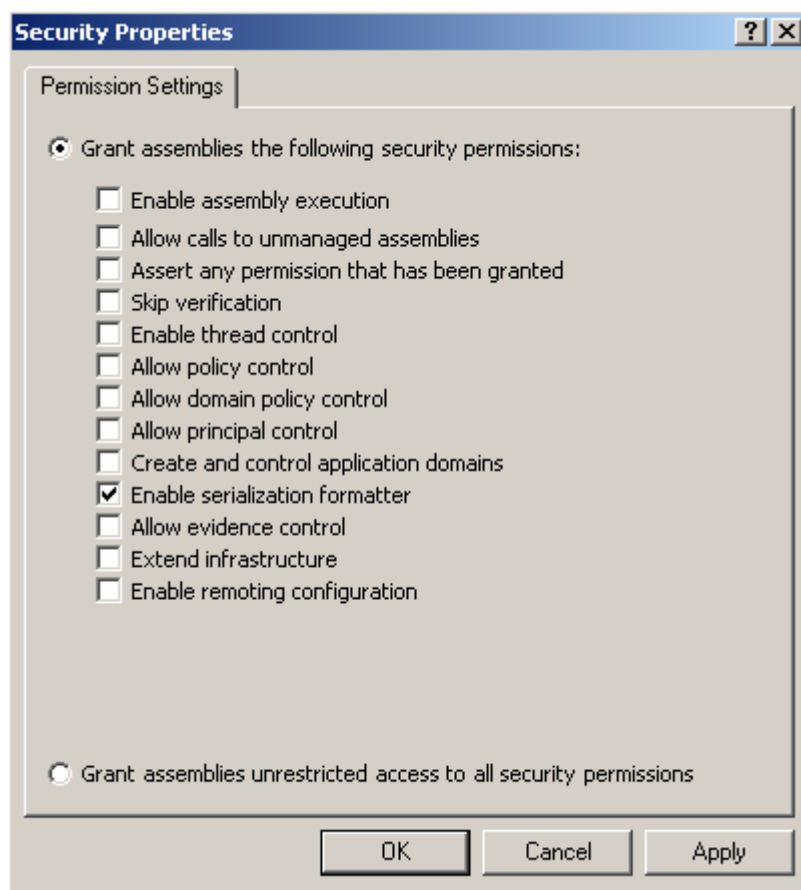 Security Properties
Permission Settings
Grant assemblies the following security permissions:
Enable assembly execution
Allow calls to unmanaged assemblies
Assert any permission that has been granted
Skip verification
Enable thread control
Allow policy control
Allow domain policy control
Allow principal control
Create and control application domains
Enable serialization formatter
Allow evidence control
Extend infrastructure
Enable remoting configuration
Grant assemblies unrestricted access to all security permissions
OK Cancel Apply